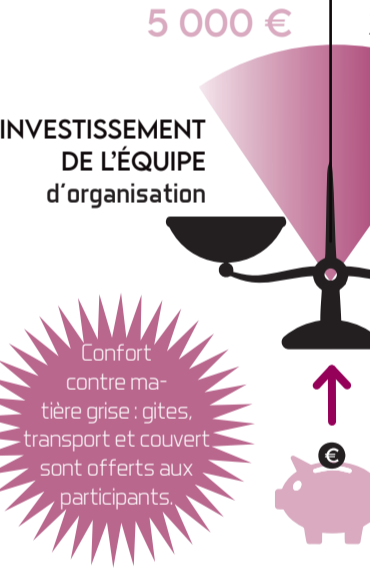 5 000 €
INVESTISSEMENT
DE L'ÉQUIPE
d'organisation
Confort
contre ma-
tière grise : gites,
transport et couvert
sont offerts aux
participants.
€